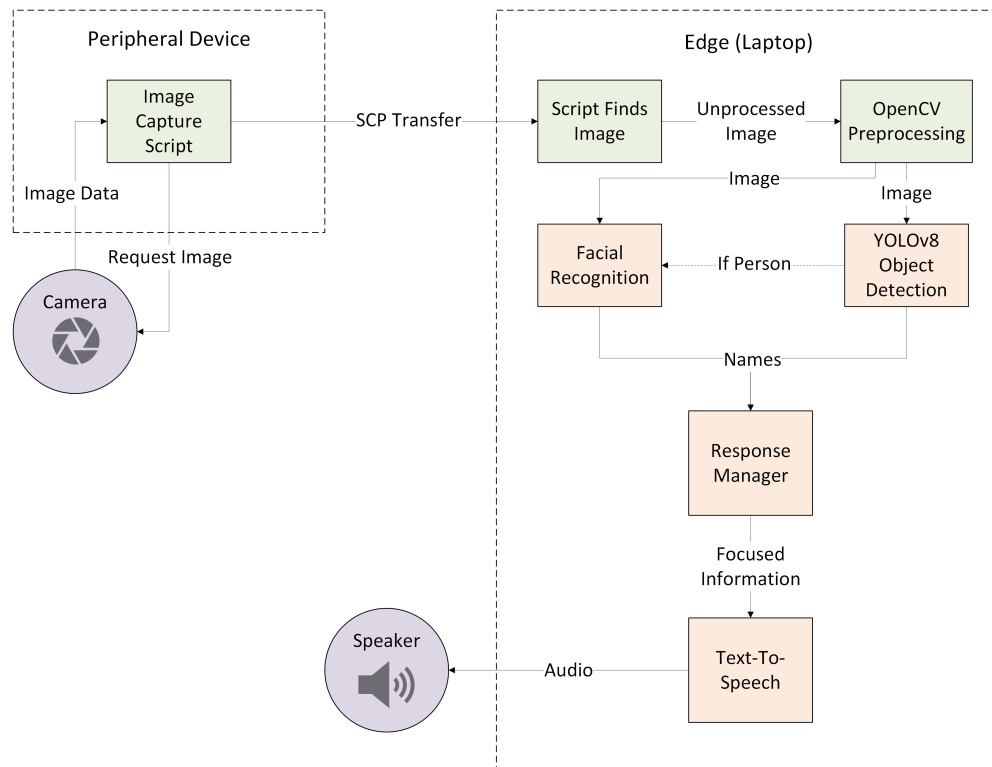 Peripheral Device
Edge (Laptop)
Image
Capture
Script
SCP Transfer
Script Finds
Image
Unprocessed
Image
OpenCV
Preprocessing
Image Data
Image
Image
Request Image
Facial
Recognition
If Person
YOLOv8
Object
Detection
Camera
Names
Response
Manager
Focused
Information
Speaker
Audio
Text-To-
Speech